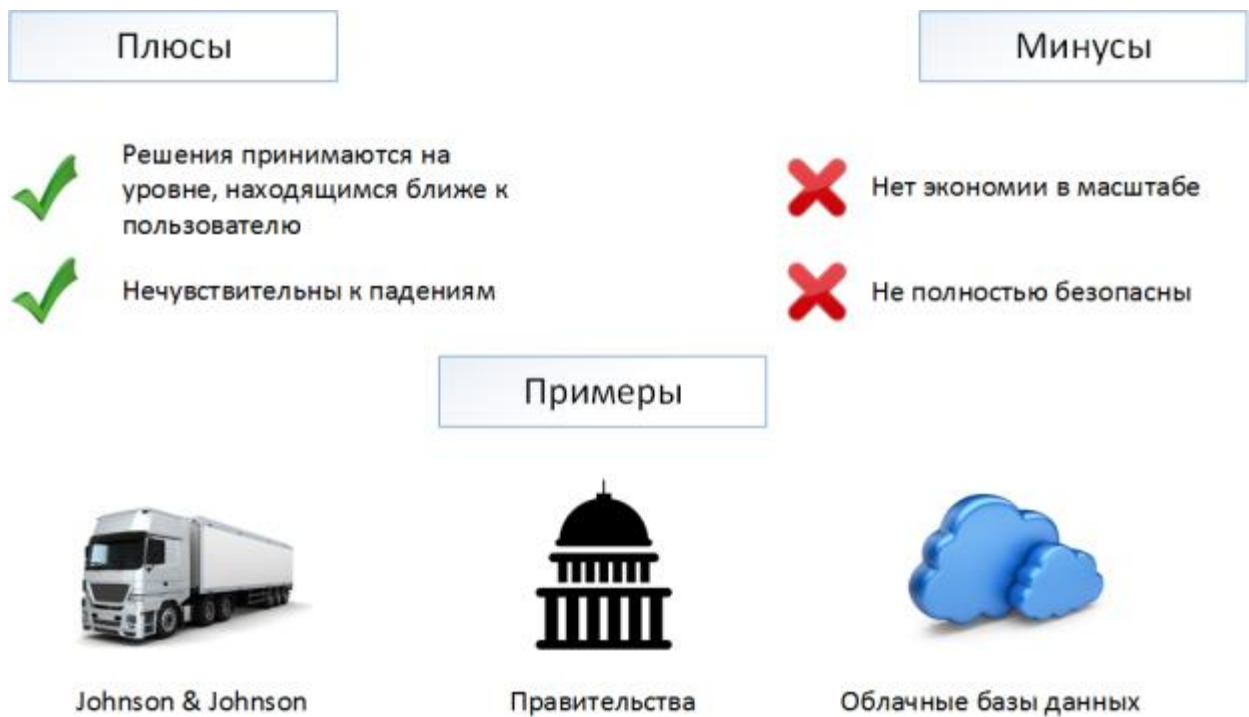 Плюсы
Минусы
Решения принимаются на
уровне, находящимся ближе к
пользователю
Нет экономии в масштабе
Нечувствительны к падениям
Не полностью безопасны
Примеры
Johnson & Johnson
Правительства
Облачные базы данных